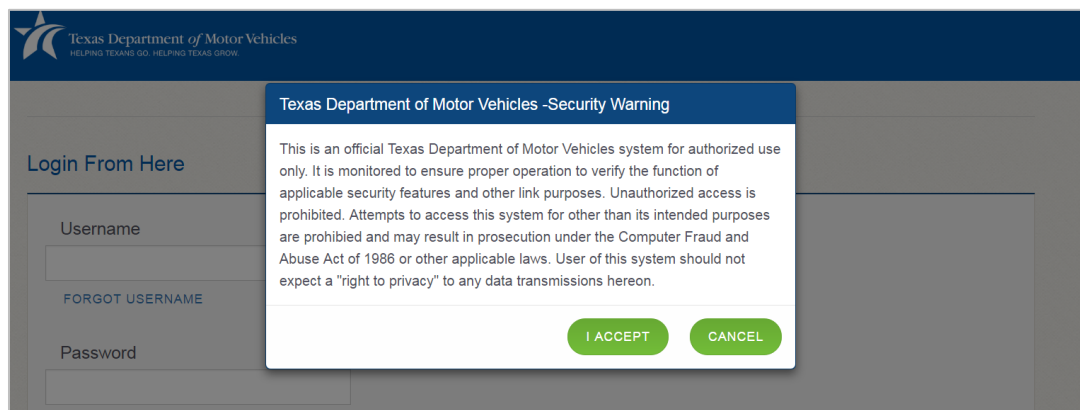 Texas Department of Motor Vehicles
HELPING TEXANS GO. HELPING TEXAS GROW.
Texas Department of Motor Vehicles -Security Warning
This is an official Texas Department of Motor Vehicles system for authorized use
only. It is monitored to ensure proper operation to verify the function of
applicable security features and other link purposes. Unauthorized access is
prohibited. Attempts to access this system for other than its intended purposes
are prohibied and may result in prosecution under the Computer Fraud and
Abuse Act of 1986 or other applicable laws. User of this system should not
expect a "right to privacy" to any data transmissions hereon.
I ACCEPT
CANCEL
Login From Here
Username
FORGOT USERNAME
Password